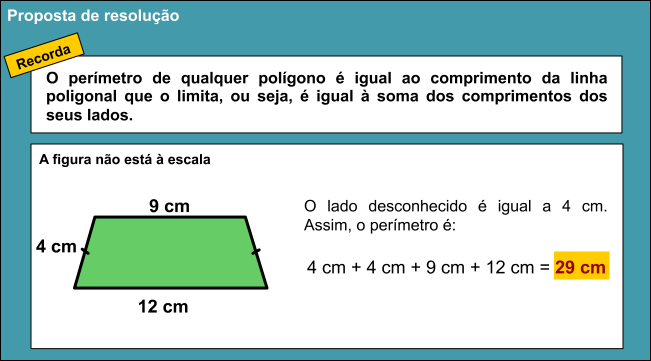 Proposta de resolução
Recorda
O perímetro de qualquer polígono é igual ao comprimento da linha
poligonal que o limita, ou seja, é igual à soma dos comprimentos dos
seus lados.
A figura não está à escala
9 cm
4 cm
12 cm
O lado desconhecido é igual a 4 cm.
Assim, o perímetro é:
4 cm + 4 cm + 9 cm + 12 cm = 29 cm